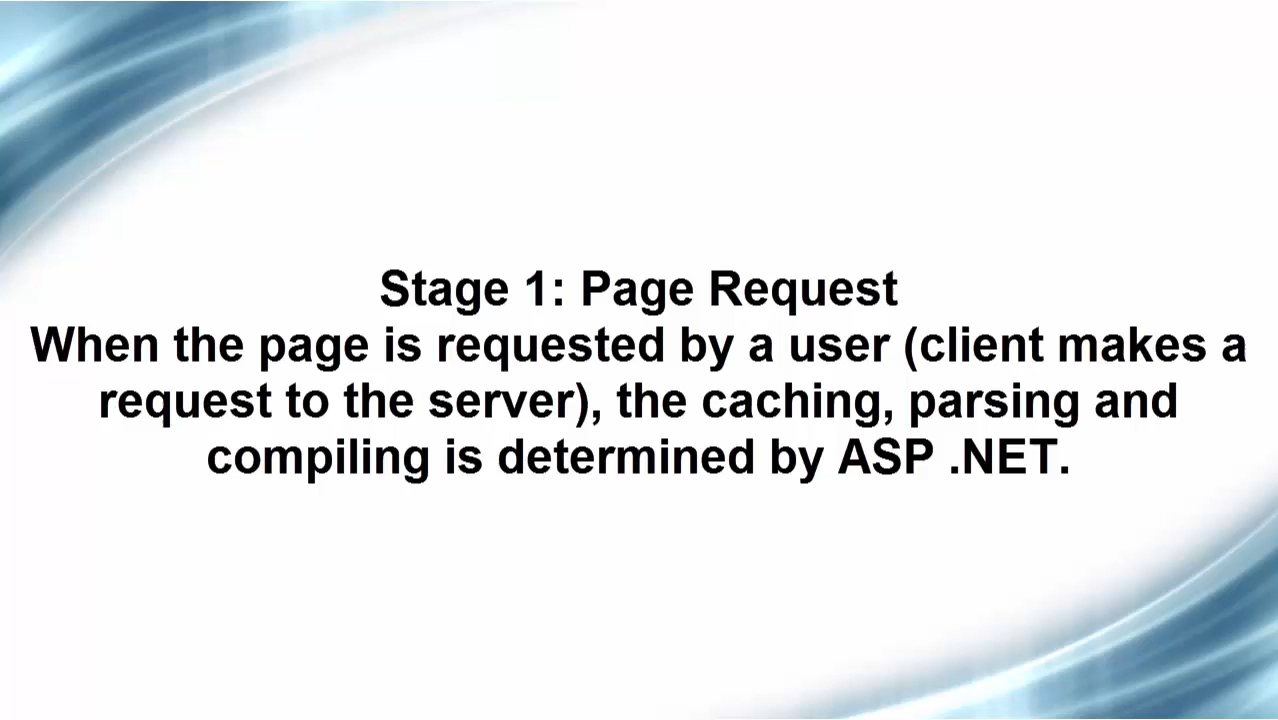 Stage 1: Page Request
When the page is requested by a user (client makes a
request to the server), the caching, parsing and
compiling is determined by ASP .NET.